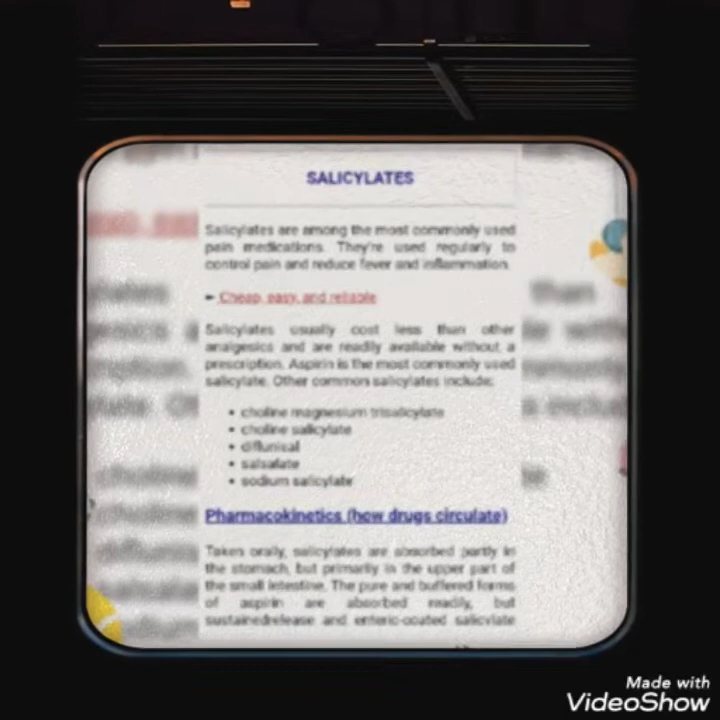 SALICYLATES
Salicylates are among the most commonly used
pain medications. They're used regularly to
control pain and reduce fever and inflammation.
➨ Cheap, easy, and reliable
Salicylates usually cost less than other
analgesics and are readily available without a
prescription. Aspirin is the most commonly used
salicylate. Other common salicylates include:
• choline magnesium trisalicylate
• choline salicylate
• diflunisal
• salsalate
• sodium salicylate
Pharmacokinetics (how drugs circulate)
Taken orally, salicylates are absorbed partly in
the stomach, but primarily in the upper part of
the small intestine. The pure and buffered forms
of aspirin are absorbed readily, but
sustainedrelease and enteric-coated salicylate
Made with
VideoShow